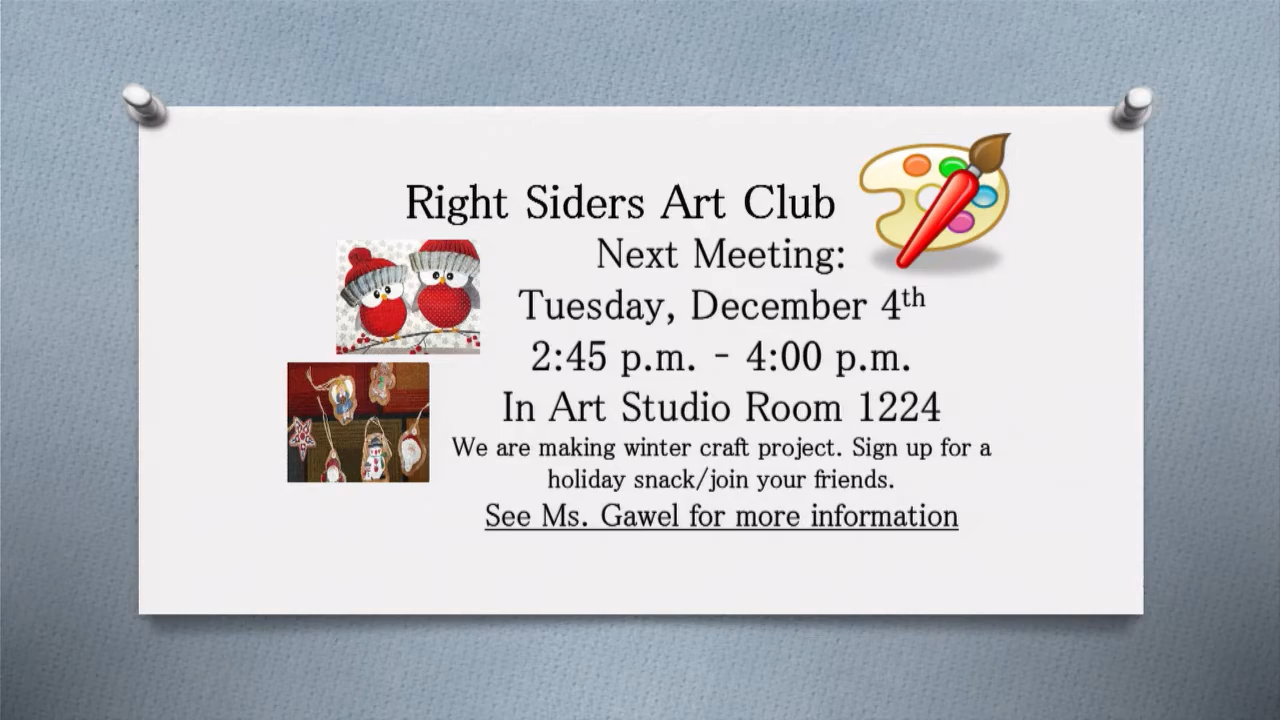 Right Siders Art Club
Next Meeting:
Tuesday, December 4th
2:45 p.m. - 4:00 p.m.
In Art Studio Room 1224
We are making winter craft project. Sign up for a
holiday snack/join your friends.
See Ms. Gawel for more information